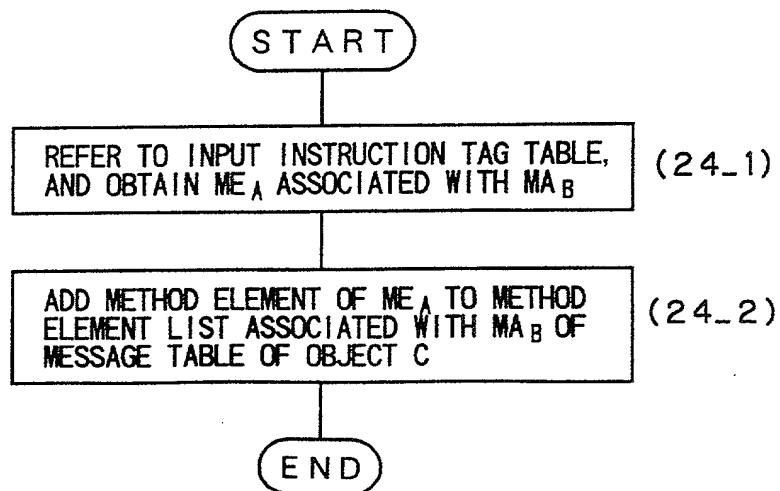 START
REFER TO INPUT INSTRUCTION TAG TABLE, (24_1)
AND OBTAIN ME_A ASSOCIATED WITH MA_B
ADD METHOD ELEMENT OF ME_A TO METHOD (24_2)
ELEMENT LIST ASSOCIATED WITH MA_B OF
MESSAGE TABLE OF OBJECT C
END